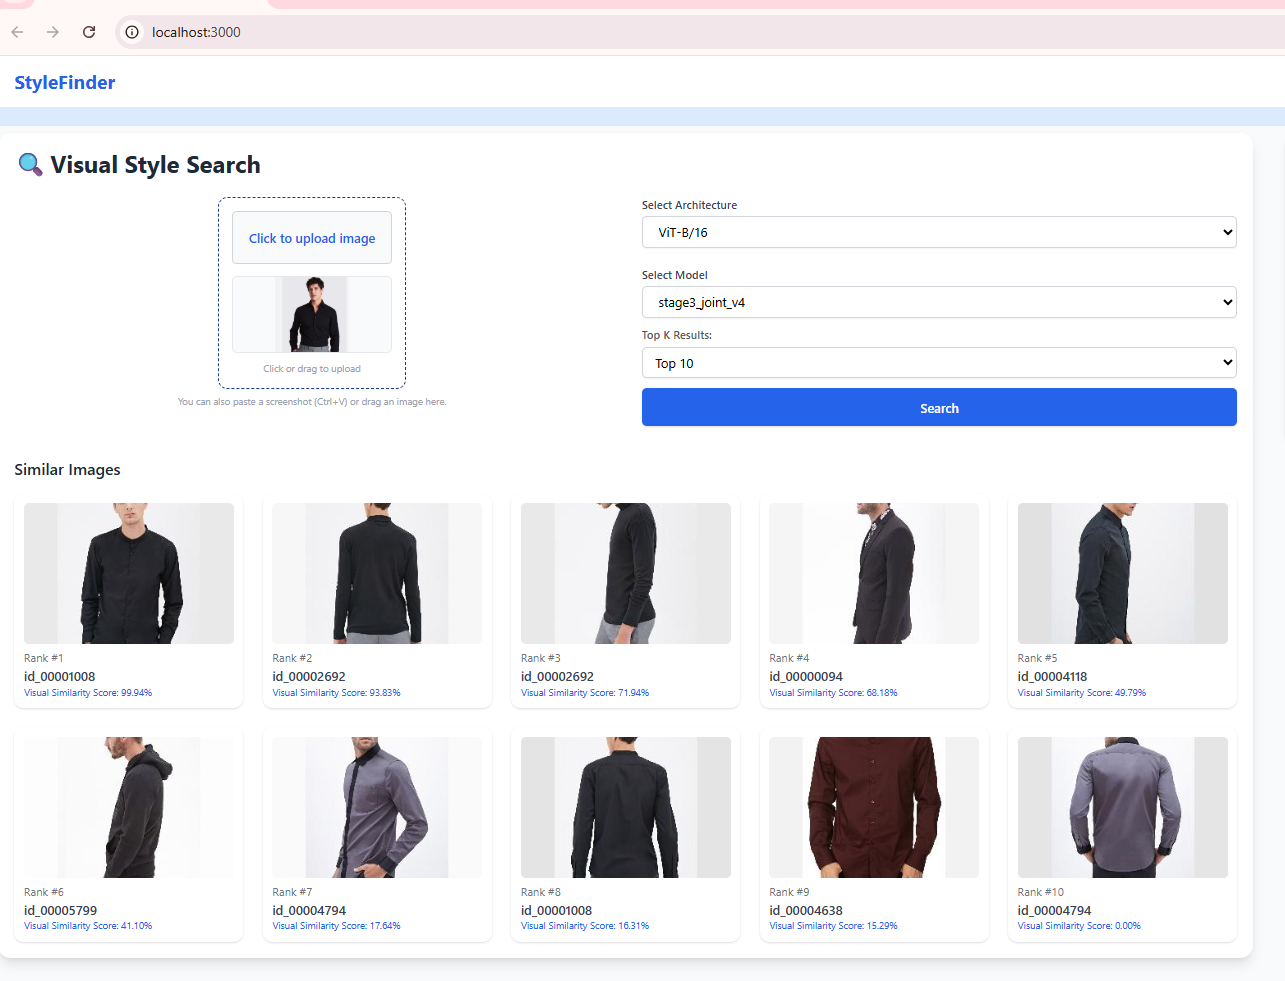 localhost:3000
StyleFinder
Visual Style Search
Click to upload image
Click or drag to upload
You can also paste a screenshot (Ctrl+V) or drag an image here.
Select Architecture
ViT-B/16
Select Model
stage3_joint_v4
Top K Results:
Top 10
Search
Similar Images
Rank #1
id_00001008
Visual Similarity Score: 99.94%
Rank #2
id_00002692
Visual Similarity Score: 93.83%
Rank #3
id_00002692
Visual Similarity Score: 71.94%
Rank #4
id_00000094
Visual Similarity Score: 68.18%
Rank #5
id_00004118
Visual Similarity Score: 49.79%
Rank #6
id_00005799
Visual Similarity Score: 41.10%
Rank #7
id_00004794
Visual Similarity Score: 17.64%
Rank #8
id_00001008
Visual Similarity Score: 16.31%
Rank #9
id_00004638
Visual Similarity Score: 15.29%
Rank #10
id_00004794
Visual Similarity Score: 0.00%